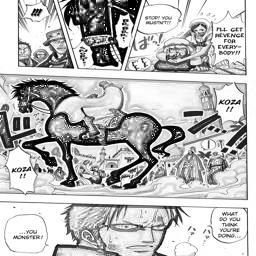 !!!
STOP! YOU
MUSTN'T!!
I'LL GET
REVENGE
FOR
EVERY-
BODY!!
KOZA
!!
KOZA
!!
WHAT DO
YOU THINK
YOU'RE
DOING...
...YOU
MONSTER!